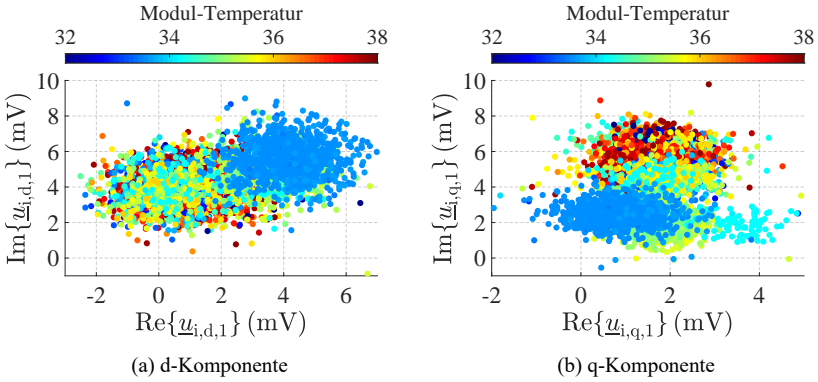 Modul-Temperatur
32 34 36 38
10
8
6
4
2
0
Im{u_i,d,1} (mV)
-2 0 2 4 6
Re{u_i,d,1} (mV)
(a) d-Komponente
Modul-Temperatur
32 34 36 38
10
8
6
4
2
0
Im{u_i,q,1} (mV)
-2 0 2 4
Re{u_i,q,1} (mV)
(b) q-Komponente